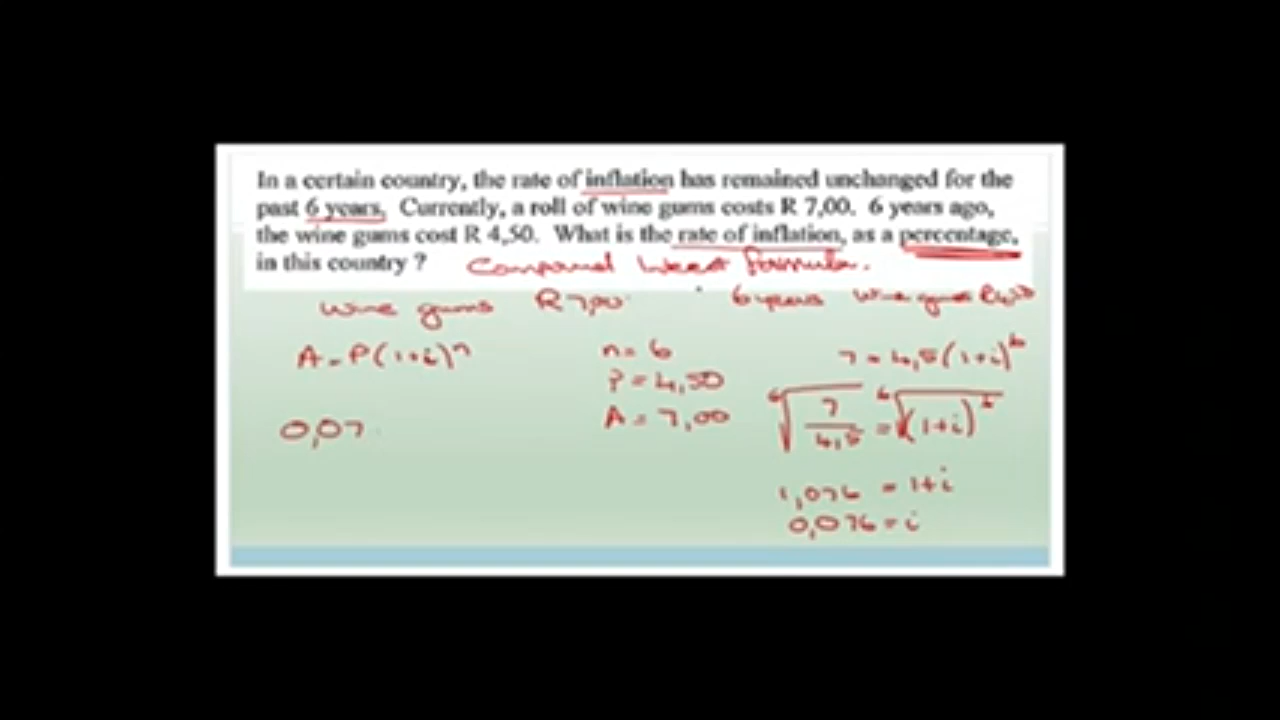 In a certain country, the rate of inflation has remained unchanged for the
past 6 years. Currently, a roll of wine gums costs R 7,00. 6 years ago,
the wine gums cost R 4,50. What is the rate of inflation, as a percentage,
in this country ? Compound formula.
wine gums R7,00 6 years wine gums
A = P(1+i)^n n = 6 7 = 4,5(1+i)^6
P = 4,50
A = 7,00 ⁶√(7/4,5) = ⁶√(1+i)^6
0,07
1,076 = 1+i
0,076 = i